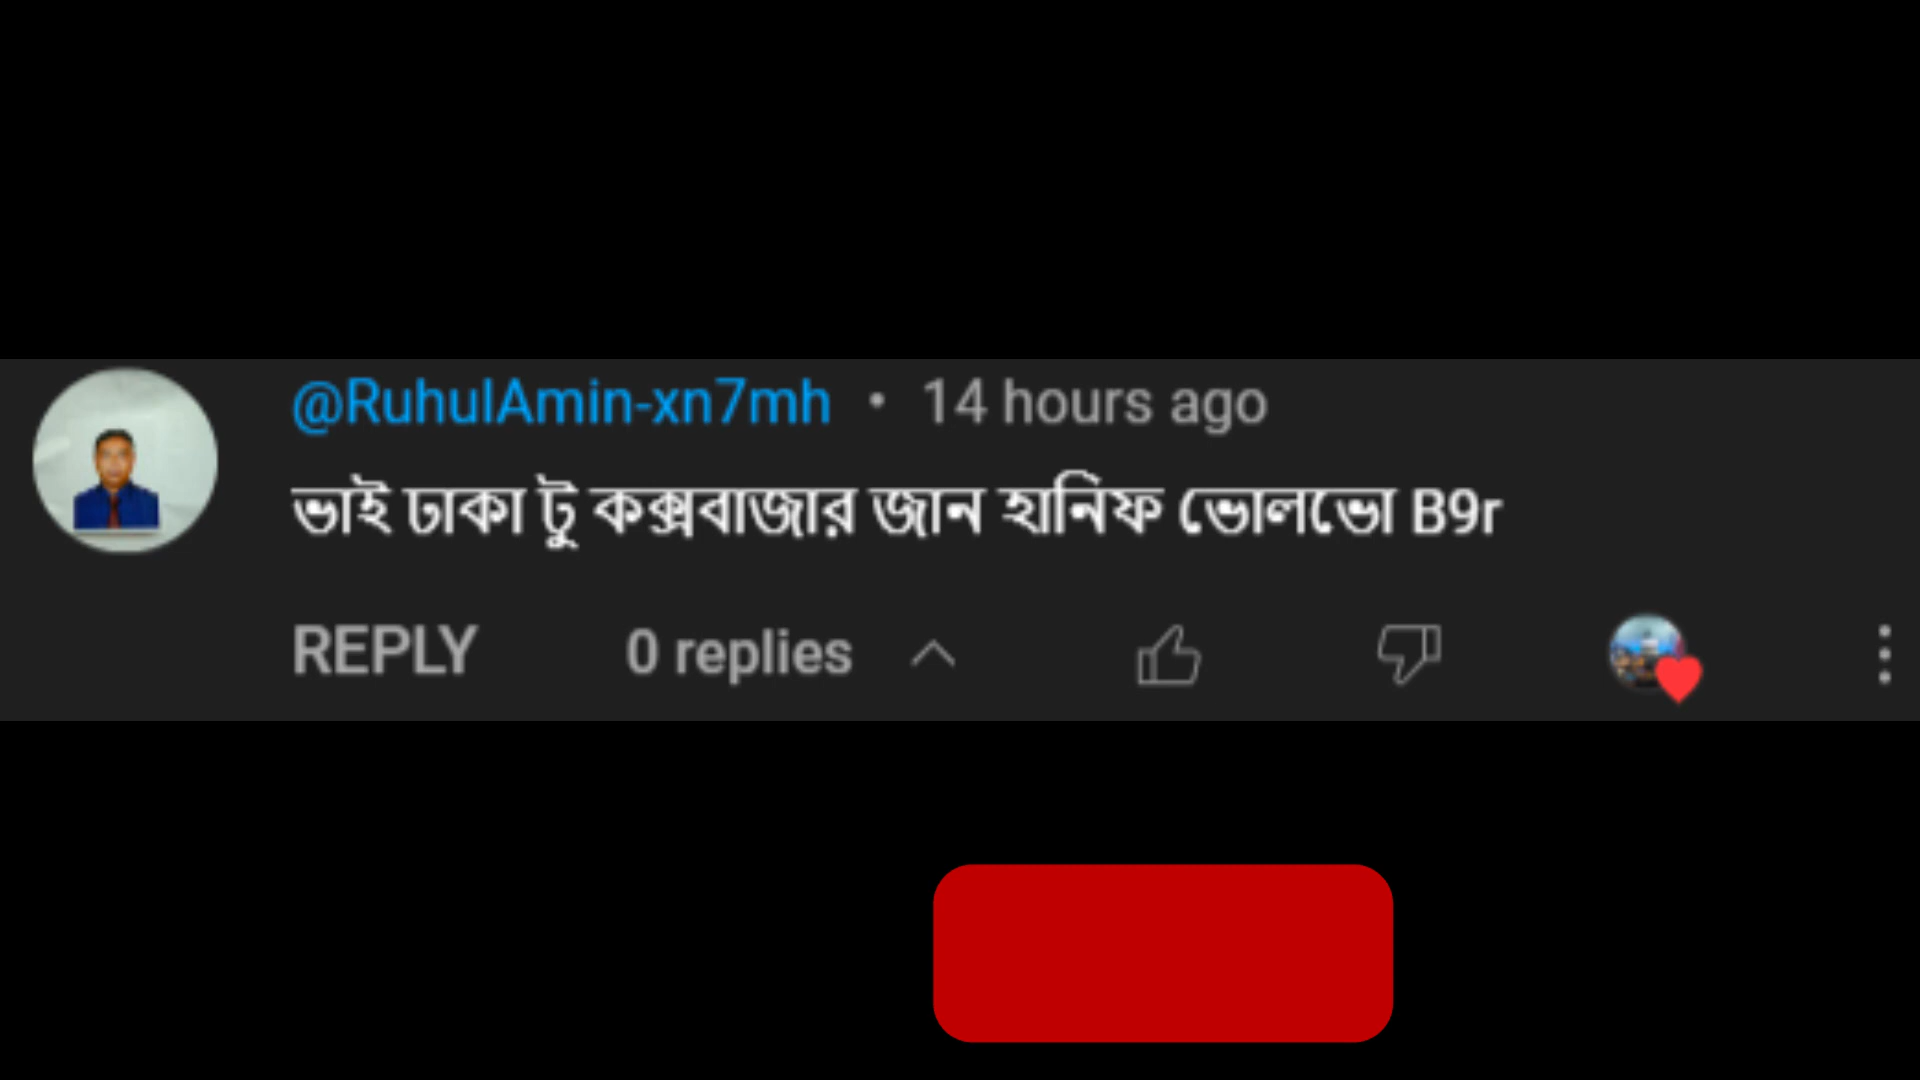 @RuhulAmin-xn7mh • 14 hours ago
ভাই ঢাকা টু কক্সবাজার জান হানিফ ভোলভো B9r
REPLY 0 replies